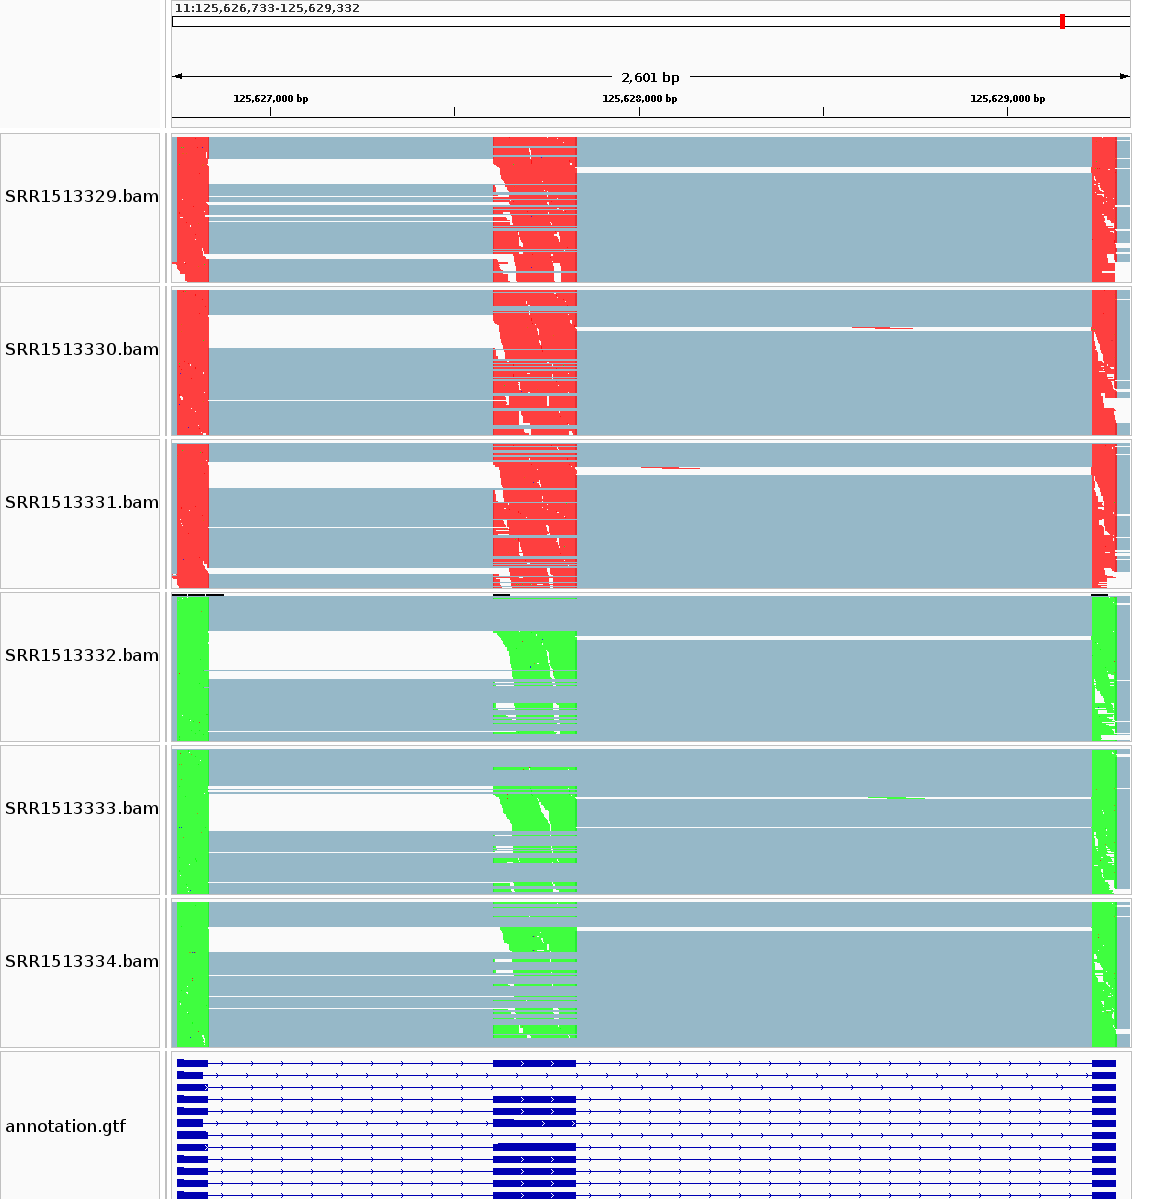 11:125,626,733-125,629,332
2,601 bp
125,627,000 bp
125,628,000 bp
125,629,000 bp
SRR1513329.bam
SRR1513330.bam
SRR1513331.bam
SRR1513332.bam
SRR1513333.bam
SRR1513334.bam
annotation.gtf